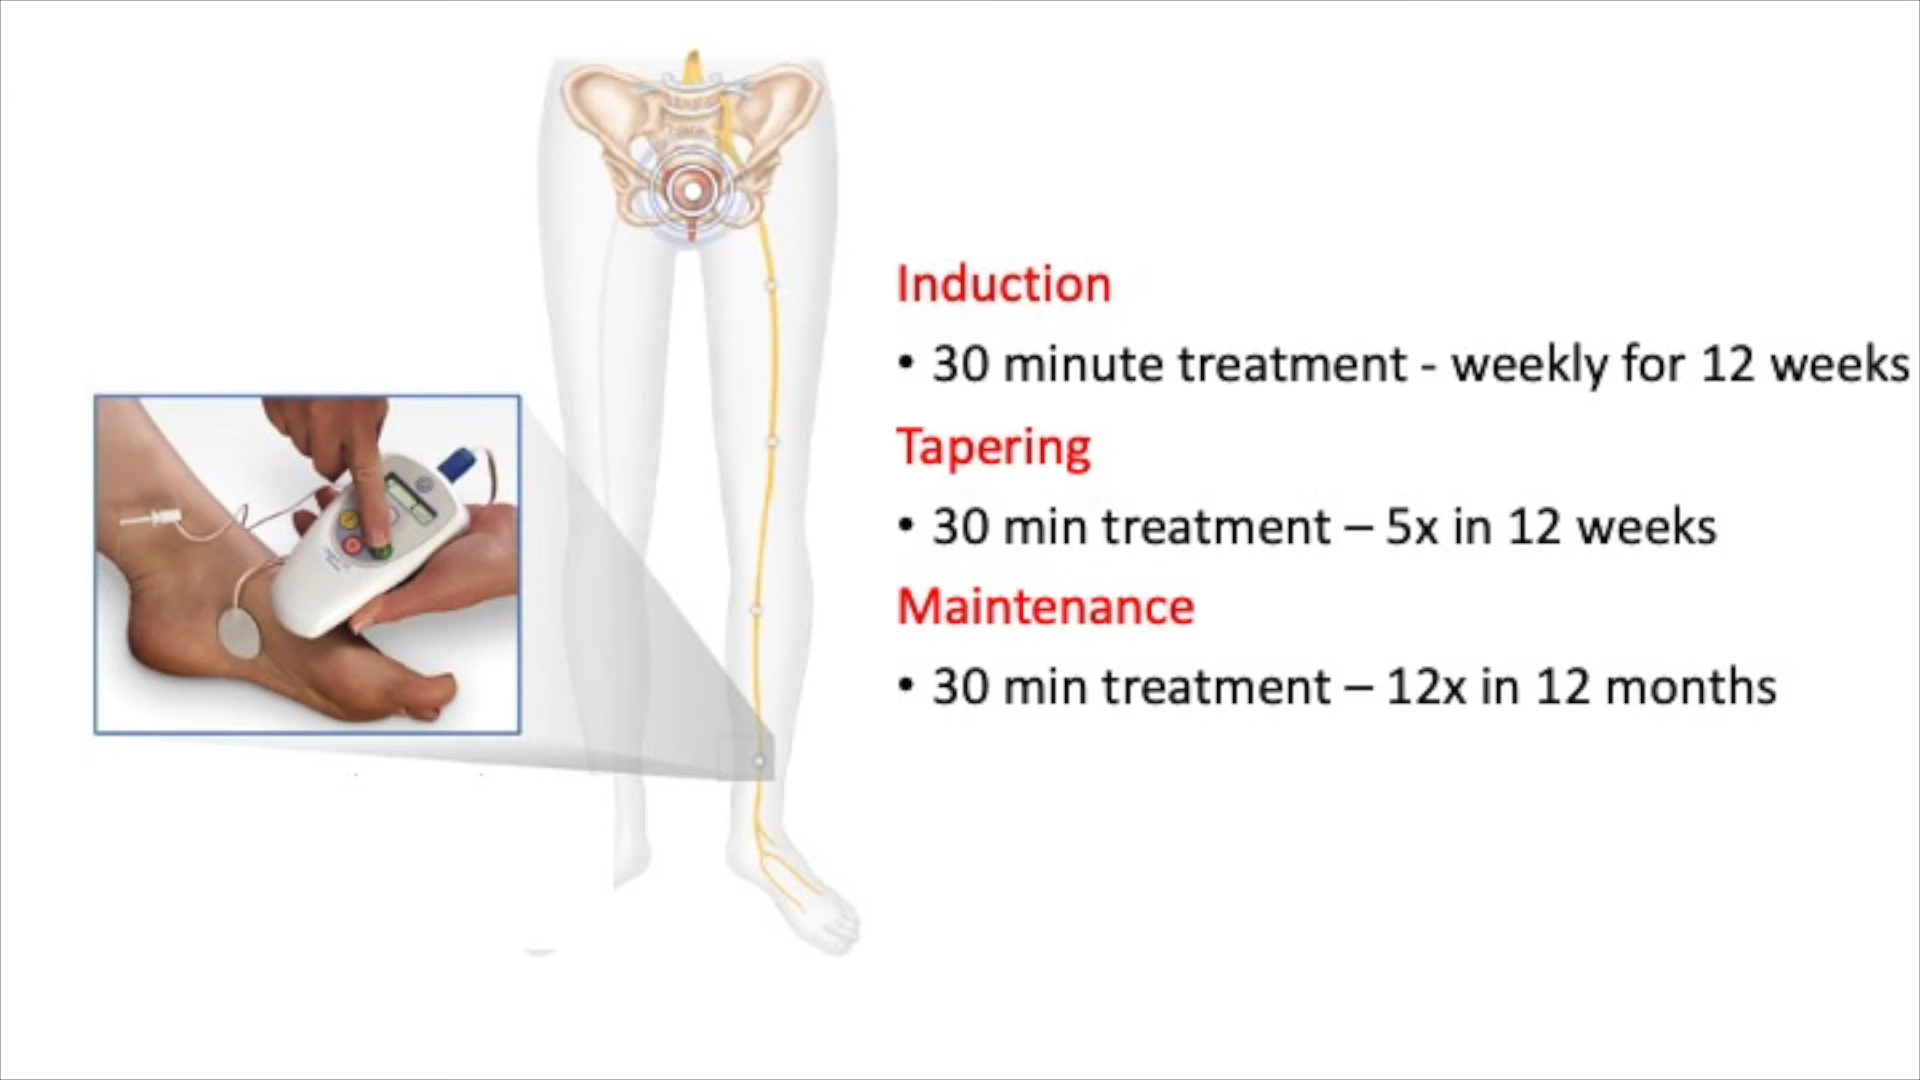 Induction
• 30 minute treatment - weekly for 12 weeks
Tapering
• 30 min treatment – 5x in 12 weeks
Maintenance
• 30 min treatment – 12x in 12 months